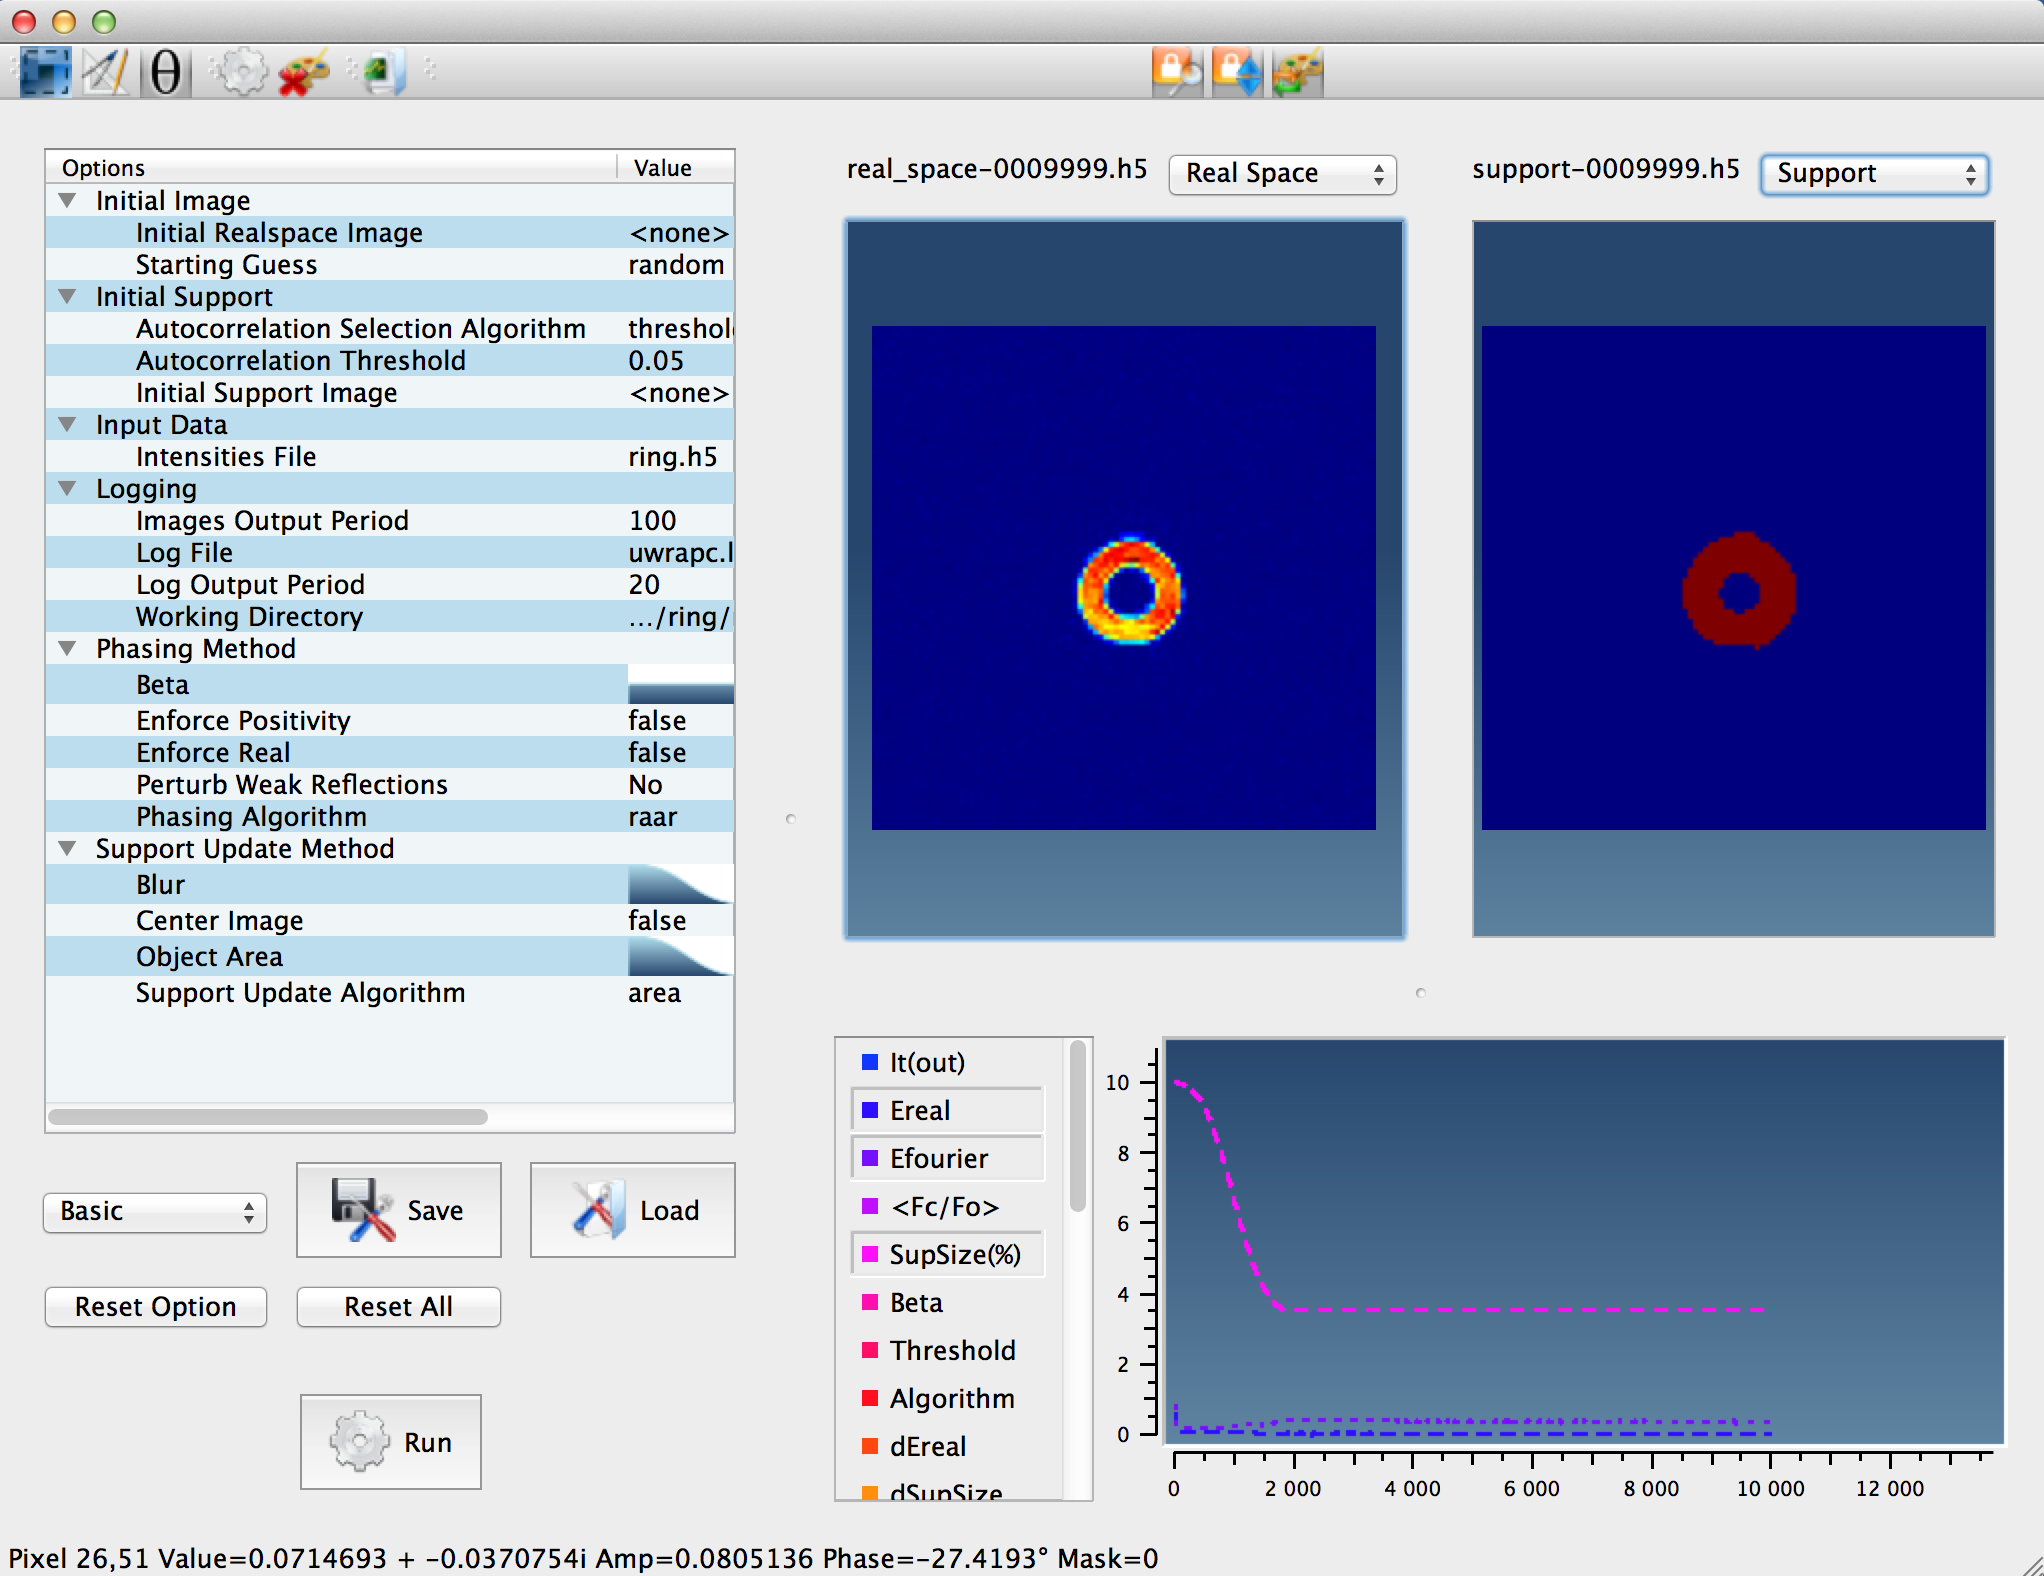 θ
Options Value
Initial Image
Initial Realspace Image <none>
Starting Guess random
Initial Support
Autocorrelation Selection Algorithm threshol
Autocorrelation Threshold 0.05
Initial Support Image <none>
Input Data
Intensities File ring.h5
Logging
Images Output Period 100
Log File uwrapc.l
Log Output Period 20
Working Directory .../ring/
Phasing Method
Beta
Enforce Positivity false
Enforce Real false
Perturb Weak Reflections No
Phasing Algorithm raar
Support Update Method
Blur
Center Image false
Object Area
Support Update Algorithm area
Basic
Save
Load
Reset Option
Reset All
Run
real_space-0009999.h5 Real Space
support-0009999.h5 Support
It(out)
Ereal
Efourier
<Fc/Fo>
SupSize(%)
Beta
Threshold
Algorithm
dEreal
dSupSize
10
8
6
4
2
0
0 2 000 4 000 6 000 8 000 10 000 12 000
Pixel 26,51 Value=0.0714693 + -0.0370754i Amp=0.0805136 Phase=-27.4193° Mask=0